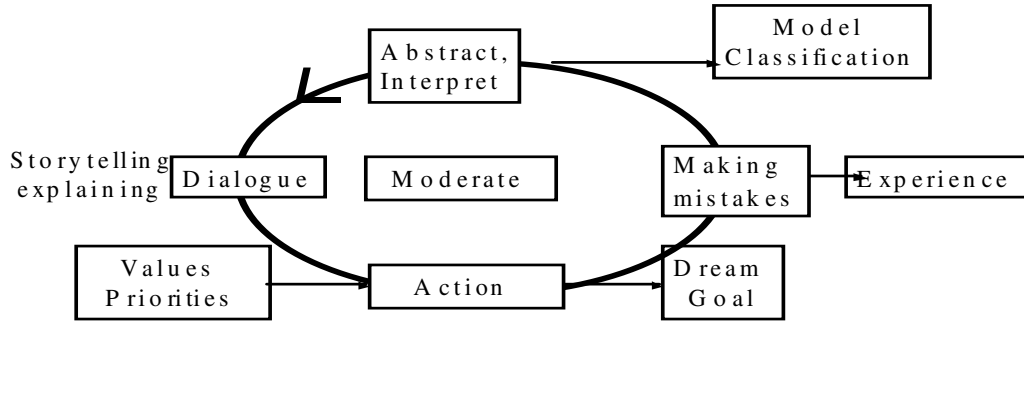 Model
Classification
Abstract,
Interpret
Storytelling
explaining
Dialogue
Moderate
Making
mistakes
Experience
Values
Priorities
Action
Dream
Goal